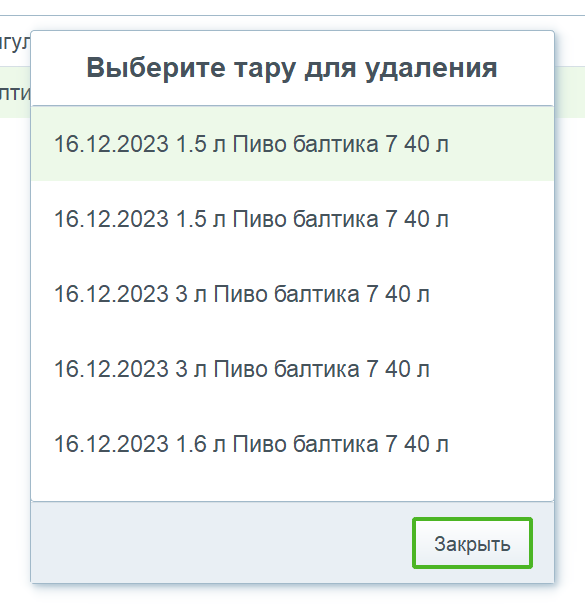 Выберите тару для удаления
16.12.2023 1.5 л Пиво балтика 7 40 л
16.12.2023 1.5 л Пиво балтика 7 40 л
16.12.2023 3 л Пиво балтика 7 40 л
16.12.2023 3 л Пиво балтика 7 40 л
16.12.2023 1.6 л Пиво балтика 7 40 л
Закрыть